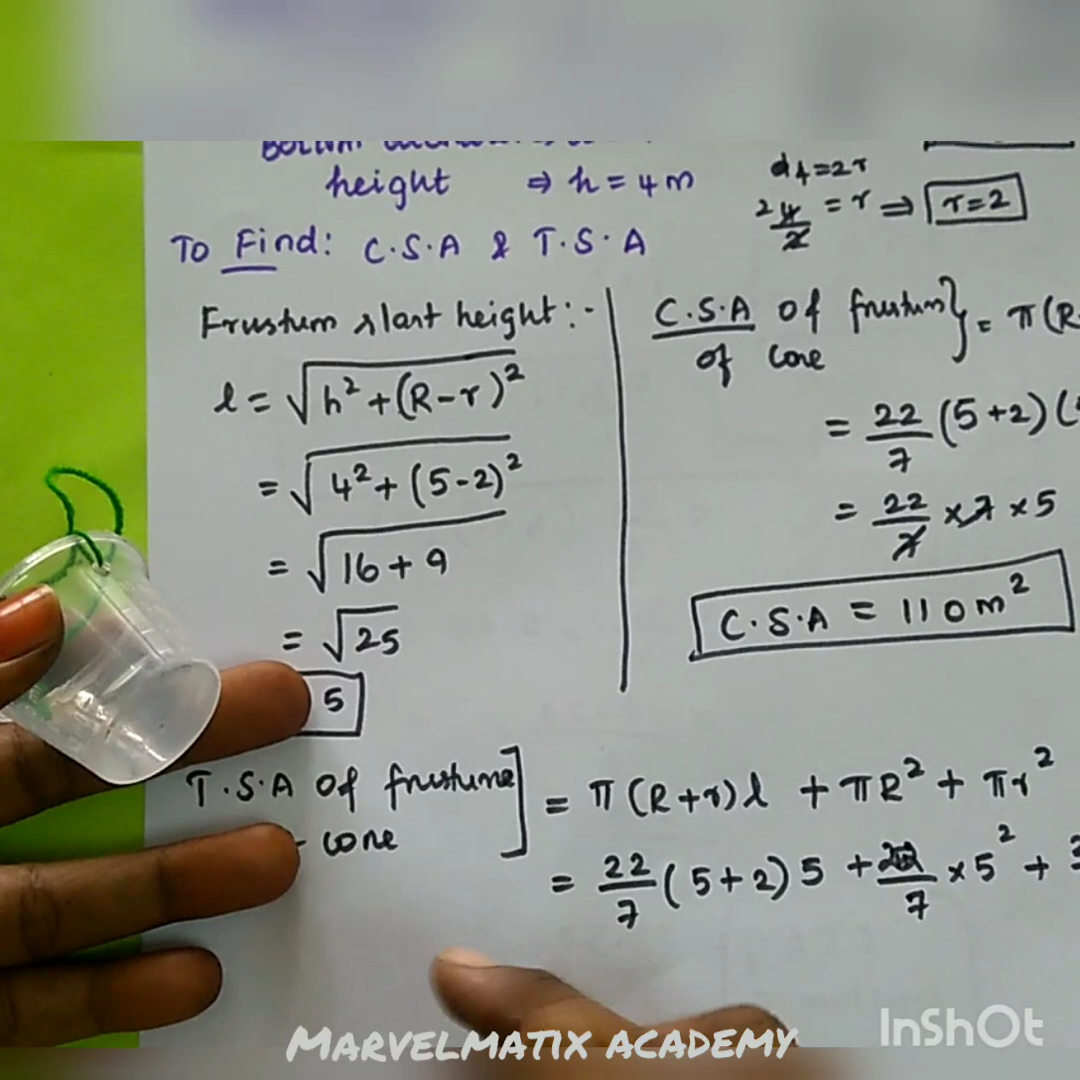 height ⇒ h = 4 m
d₁ = 2r
4/2 = r ⇒ r = 2
To Find: C.S.A & T.S.A
Frustum slant height :-
l = √(h² + (R-r)²)
= √(4² + (5-2)²)
= √(16 + 9)
= √25
5
C.S.A of frustum} = π(R
of cone
= 22/7 (5+2)(
= 22/7 × 7 × 5
C.S.A = 110 m²
T.S.A of frustum] = π(R+r)l + πR² + πr²
cone
= 22/7 (5+2) 5 + 22/7 × 5² +
MARVELMATIX ACADEMY
InShOt